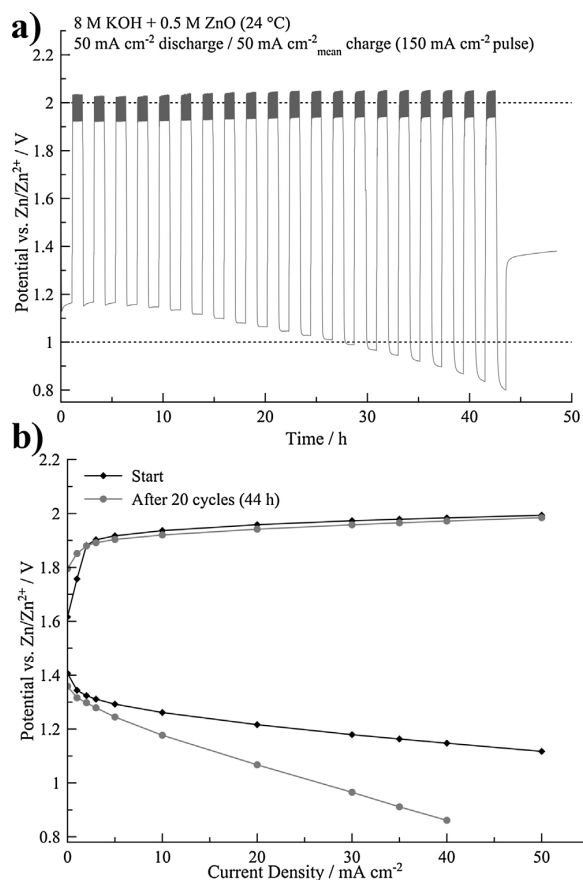 a)
8 M KOH + 0.5 M ZnO (24 °C)
50 mA cm⁻² discharge / 50 mA cm⁻²mean charge (150 mA cm⁻² pulse)
2.2
2
1.8
1.6
1.4
1.2
1
0.8
Potential vs. Zn/Zn²⁺ / V
0 10 20 30 40 50
Time / h
b)
2.2
2
1.8
1.6
1.4
1.2
1
0.8
Potential vs. Zn/Zn²⁺ / V
Start
After 20 cycles (44 h)
0 10 20 30 40 50
Current Density / mA cm⁻²